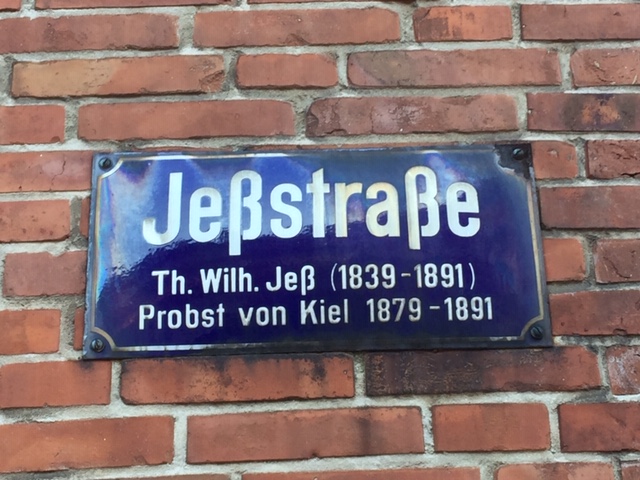 Jeßstraße
Th. Wilh. Jeß (1839-1891)
Probst von Kiel 1879-1891